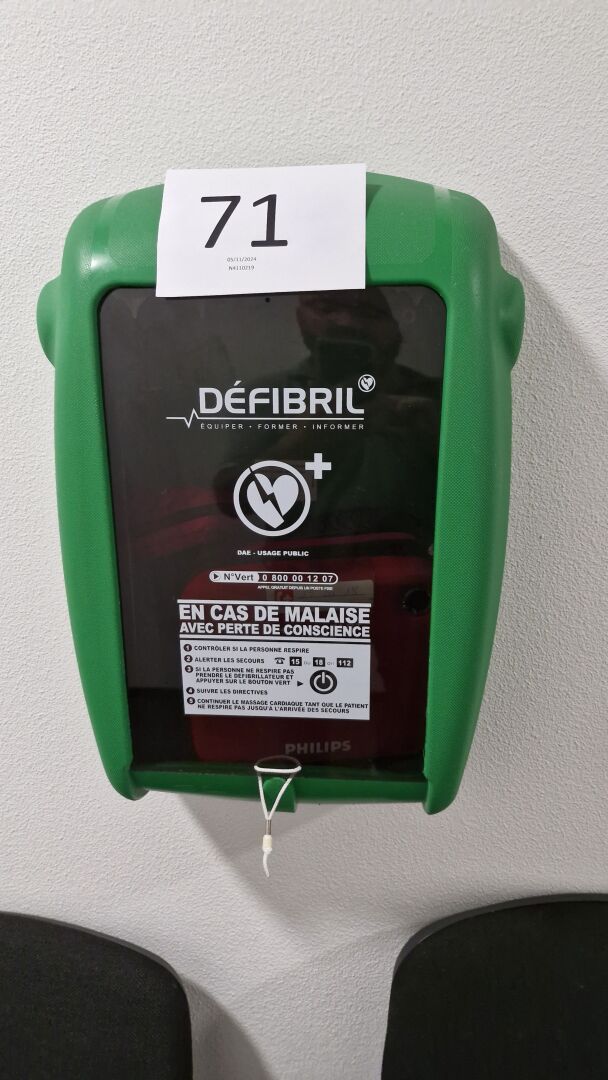 71
05/11/2024
N4110219
DÉFIBRIL
ÉQUIPER • FORMER • INFORMER
DAE - USAGE PUBLIC
N°Vert 0 800 00 12 07
APPEL GRATUIT DEPUIS UN POSTE FIXE
EN CAS DE MALAISE
AVEC PERTE DE CONSCIENCE
1 CONTRÔLER SI LA PERSONNE RESPIRE
2 ALERTER LES SECOURS 15 ou 18 ou 112
3 SI LA PERSONNE NE RESPIRE PAS
PRENDRE LE DÉFIBRILLATEUR ET
APPUYER SUR LE BOUTON VERT
4 SUIVRE LES DIRECTIVES
5 CONTINUER LE MASSAGE CARDIAQUE TANT QUE LE PATIENT
NE RESPIRE PAS JUSQU'A L'ARRIVÉE DES SECOURS
PHILIPS